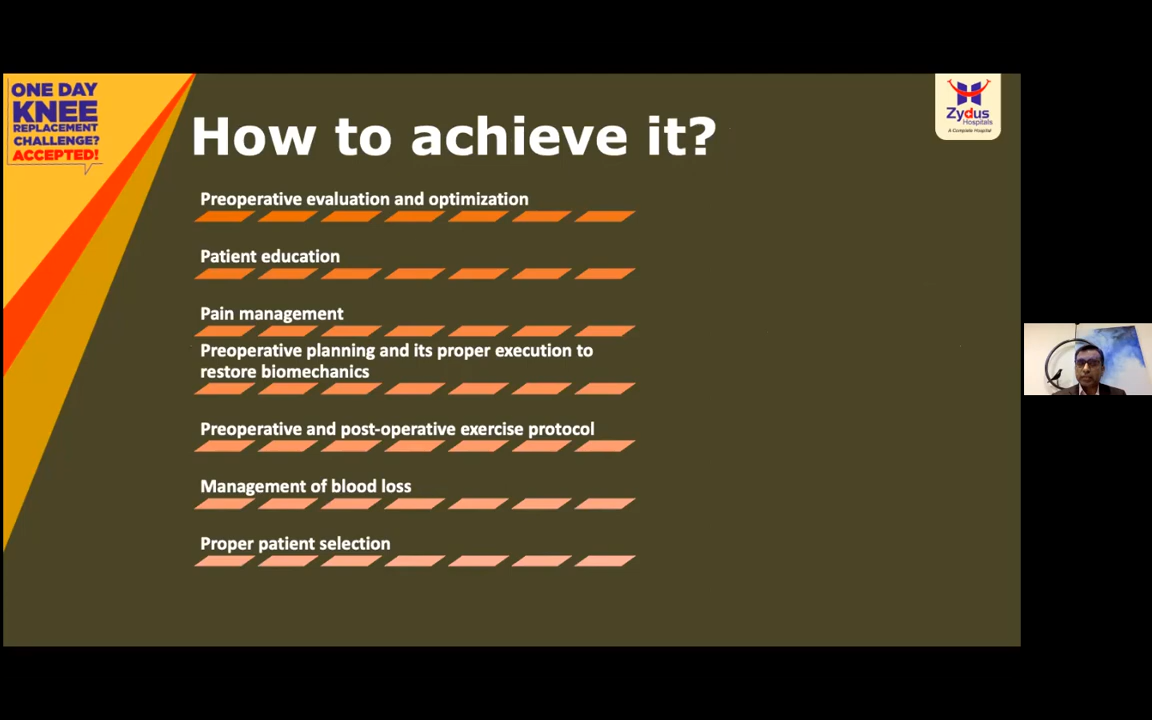 ONE DAY
KNEE
REPLACEMENT
CHALLENGE?
ACCEPTED!
Zydus
Hospitals
A Complete Hospital
How to achieve it?
Preoperative evaluation and optimization
Patient education
Pain management
Preoperative planning and its proper execution to
restore biomechanics
Preoperative and post-operative exercise protocol
Management of blood loss
Proper patient selection